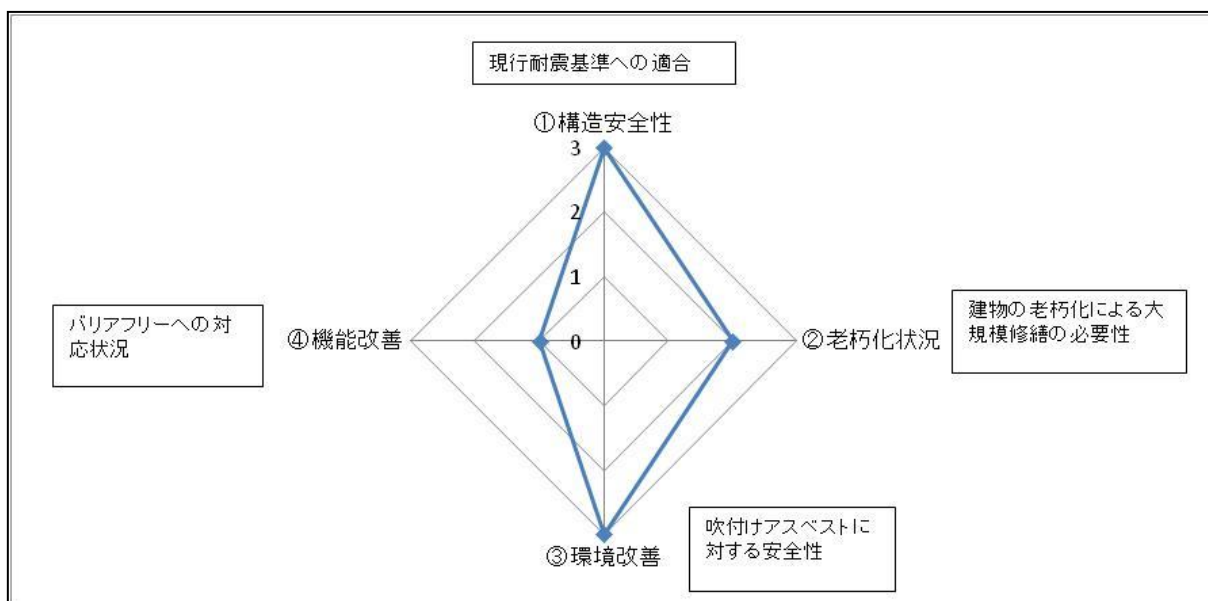 現行耐震基準への適合
①構造安全性
3
2
1
0
バリアフリーへの対
応状況
④機能改善
②老朽化状況
建物の老朽化による大
規模修繕の必要性
吹付けアスベストに
対する安全性
③環境改善